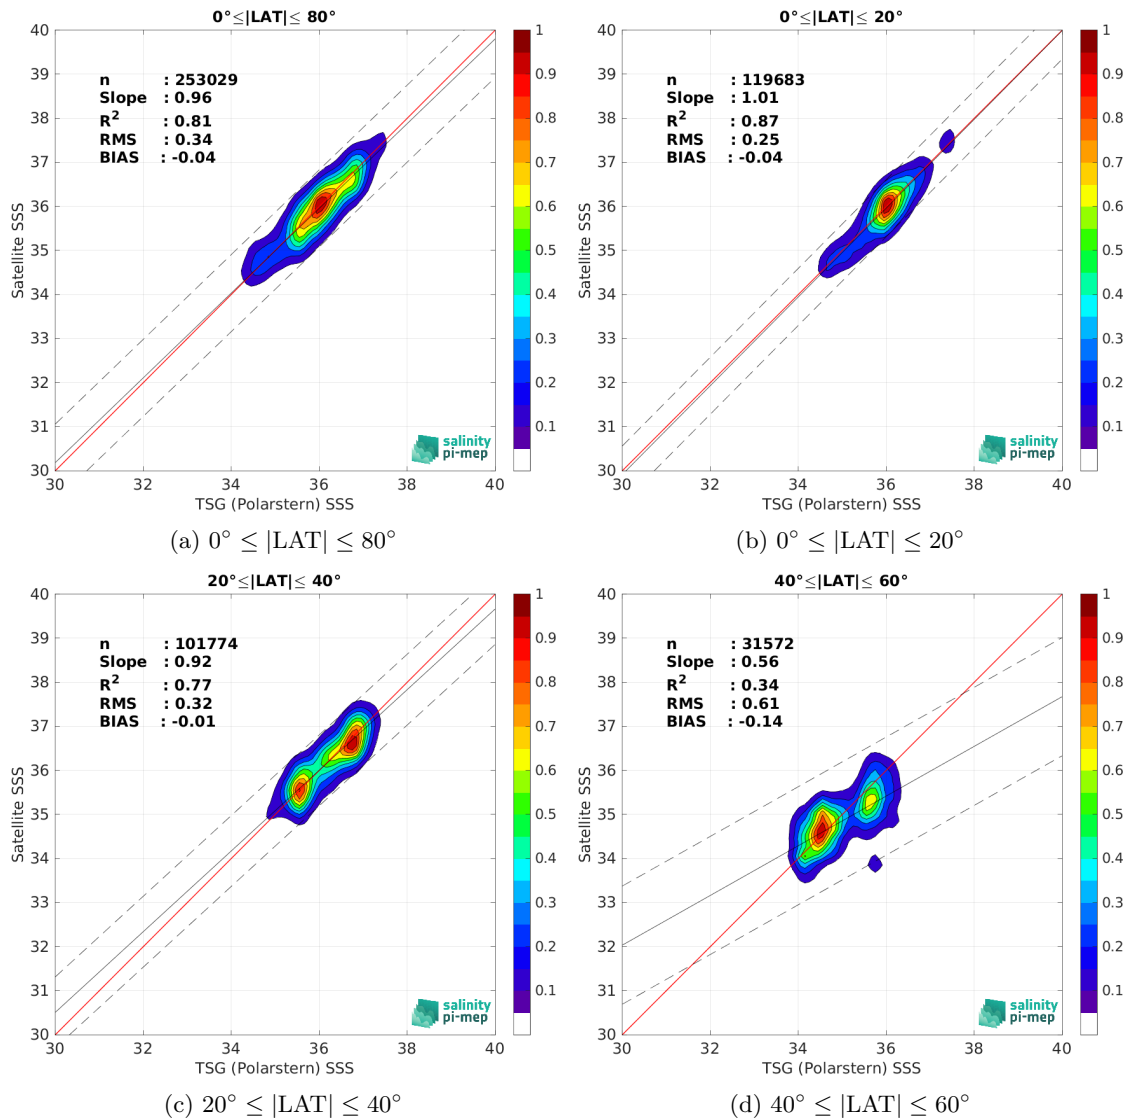 0°≤|LAT|≤ 80°
n : 253029
Slope : 0.96
R² : 0.81
RMS : 0.34
BIAS : -0.04
40
39
38
37
36
35
34
33
32
31
30
30 32 34 36 38 40
Satellite SSS
TSG (Polarstern) SSS
1
0.9
0.8
0.7
0.6
0.5
0.4
0.3
0.2
0.1
salinity
pi-mep
(a) 0° ≤ |LAT| ≤ 80°
0°≤|LAT|≤ 20°
n : 119683
Slope : 1.01
R² : 0.87
RMS : 0.25
BIAS : -0.04
40
39
38
37
36
35
34
33
32
31
30
30 32 34 36 38 40
Satellite SSS
TSG (Polarstern) SSS
1
0.9
0.8
0.7
0.6
0.5
0.4
0.3
0.2
0.1
salinity
pi-mep
(b) 0° ≤ |LAT| ≤ 20°
20°≤|LAT|≤ 40°
n : 101774
Slope : 0.92
R² : 0.77
RMS : 0.32
BIAS : -0.01
40
39
38
37
36
35
34
33
32
31
30
30 32 34 36 38 40
Satellite SSS
TSG (Polarstern) SSS
1
0.9
0.8
0.7
0.6
0.5
0.4
0.3
0.2
0.1
salinity
pi-mep
(c) 20° ≤ |LAT| ≤ 40°
40°≤|LAT|≤ 60°
n : 31572
Slope : 0.56
R² : 0.34
RMS : 0.61
BIAS : -0.14
40
39
38
37
36
35
34
33
32
31
30
30 32 34 36 38 40
Satellite SSS
TSG (Polarstern) SSS
1
0.9
0.8
0.7
0.6
0.5
0.4
0.3
0.2
0.1
salinity
pi-mep
(d) 40° ≤ |LAT| ≤ 60°